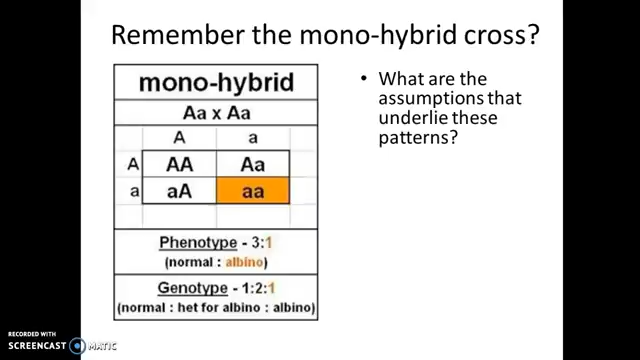 Remember the mono-hybrid cross?
mono-hybrid
Aa x Aa
A a
A AA Aa
a aA aa
Phenotype - 3:1
(normal : albino)
Genotype - 1:2:1
(normal : het for albino : albino)
• What are the
assumptions that
underlie these
patterns?
RECORDED WITH
SCREENCAST MATIC